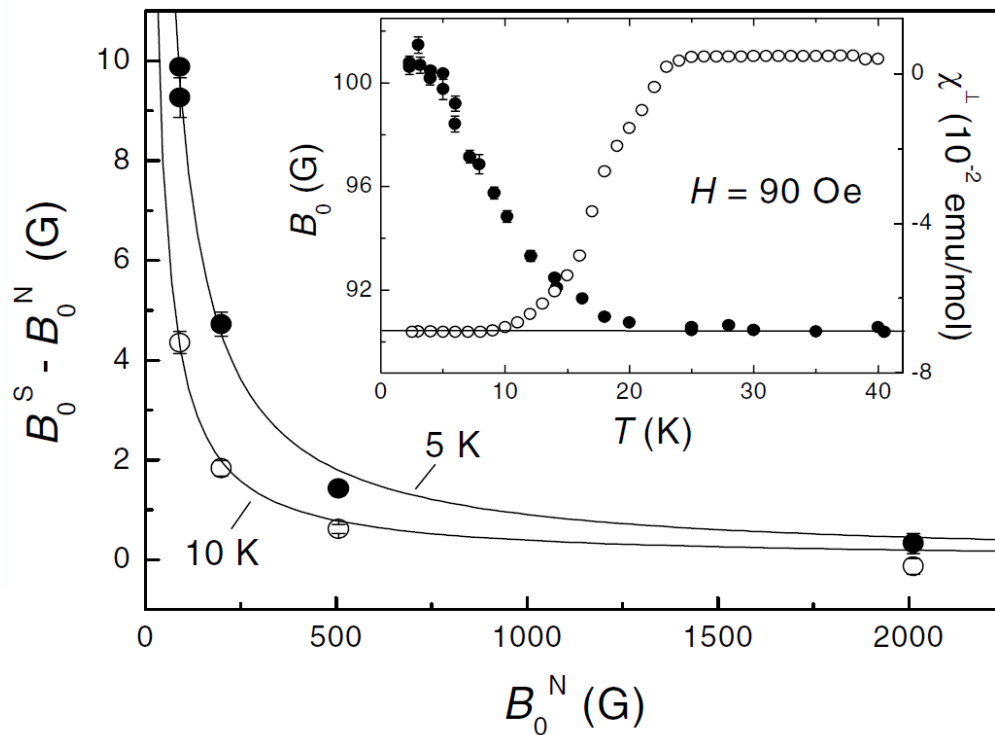 10
8
6
4
2
0
B₀ˢ - B₀ᴺ (G)
0 500 1000 1500 2000
B₀ᴺ (G)
5 K
10 K
100
96
92
B₀ (G)
H = 90 Oe
0 10 20 30 40
T (K)
0
-4
-8
χ^⊥ (10⁻² emu/mol)